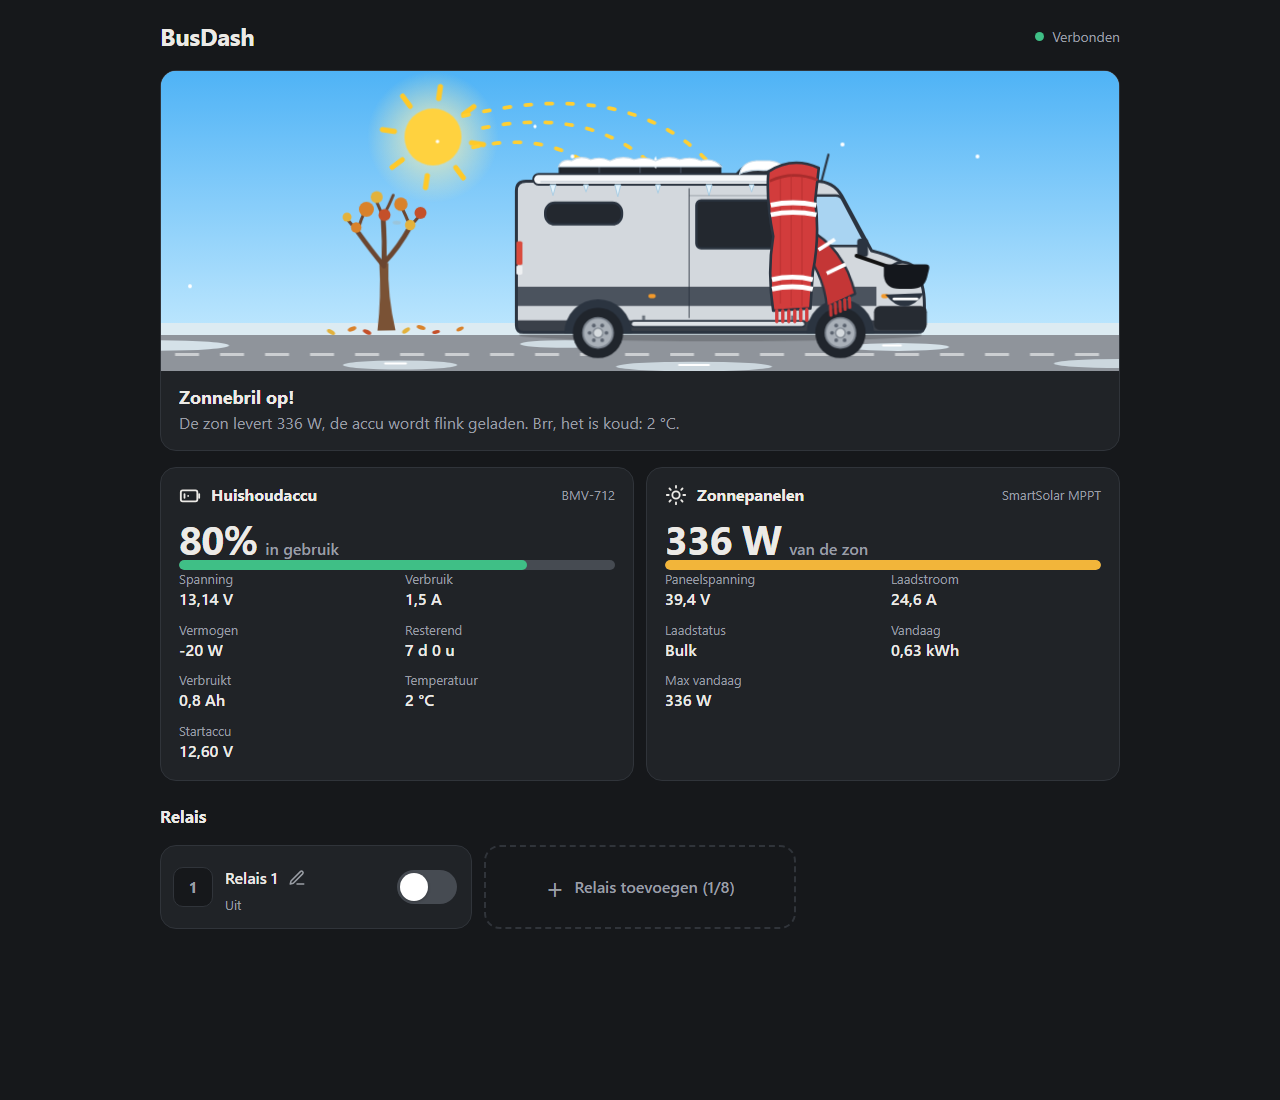 BusDash
Verbonden
Zonnebril op!
De zon levert 336 W, de accu wordt flink geladen. Brr, het is koud: 2 °C.
Huishoudaccu
BMV-712
80% in gebruik
Spanning
Verbruik
13,14 V
1,5 A
Vermogen
Resterend
-20 W
7 d 0 u
Verbruikt
Temperatuur
0,8 Ah
2 °C
Startaccu
12,60 V
Zonnepanelen
SmartSolar MPPT
336 W van de zon
Paneelspanning
Laadstroom
39,4 V
24,6 A
Laadstatus
Vandaag
Bulk
0,63 kWh
Max vandaag
336 W
Relais
1
Relais 1
Uit
+ Relais toevoegen (1/8)